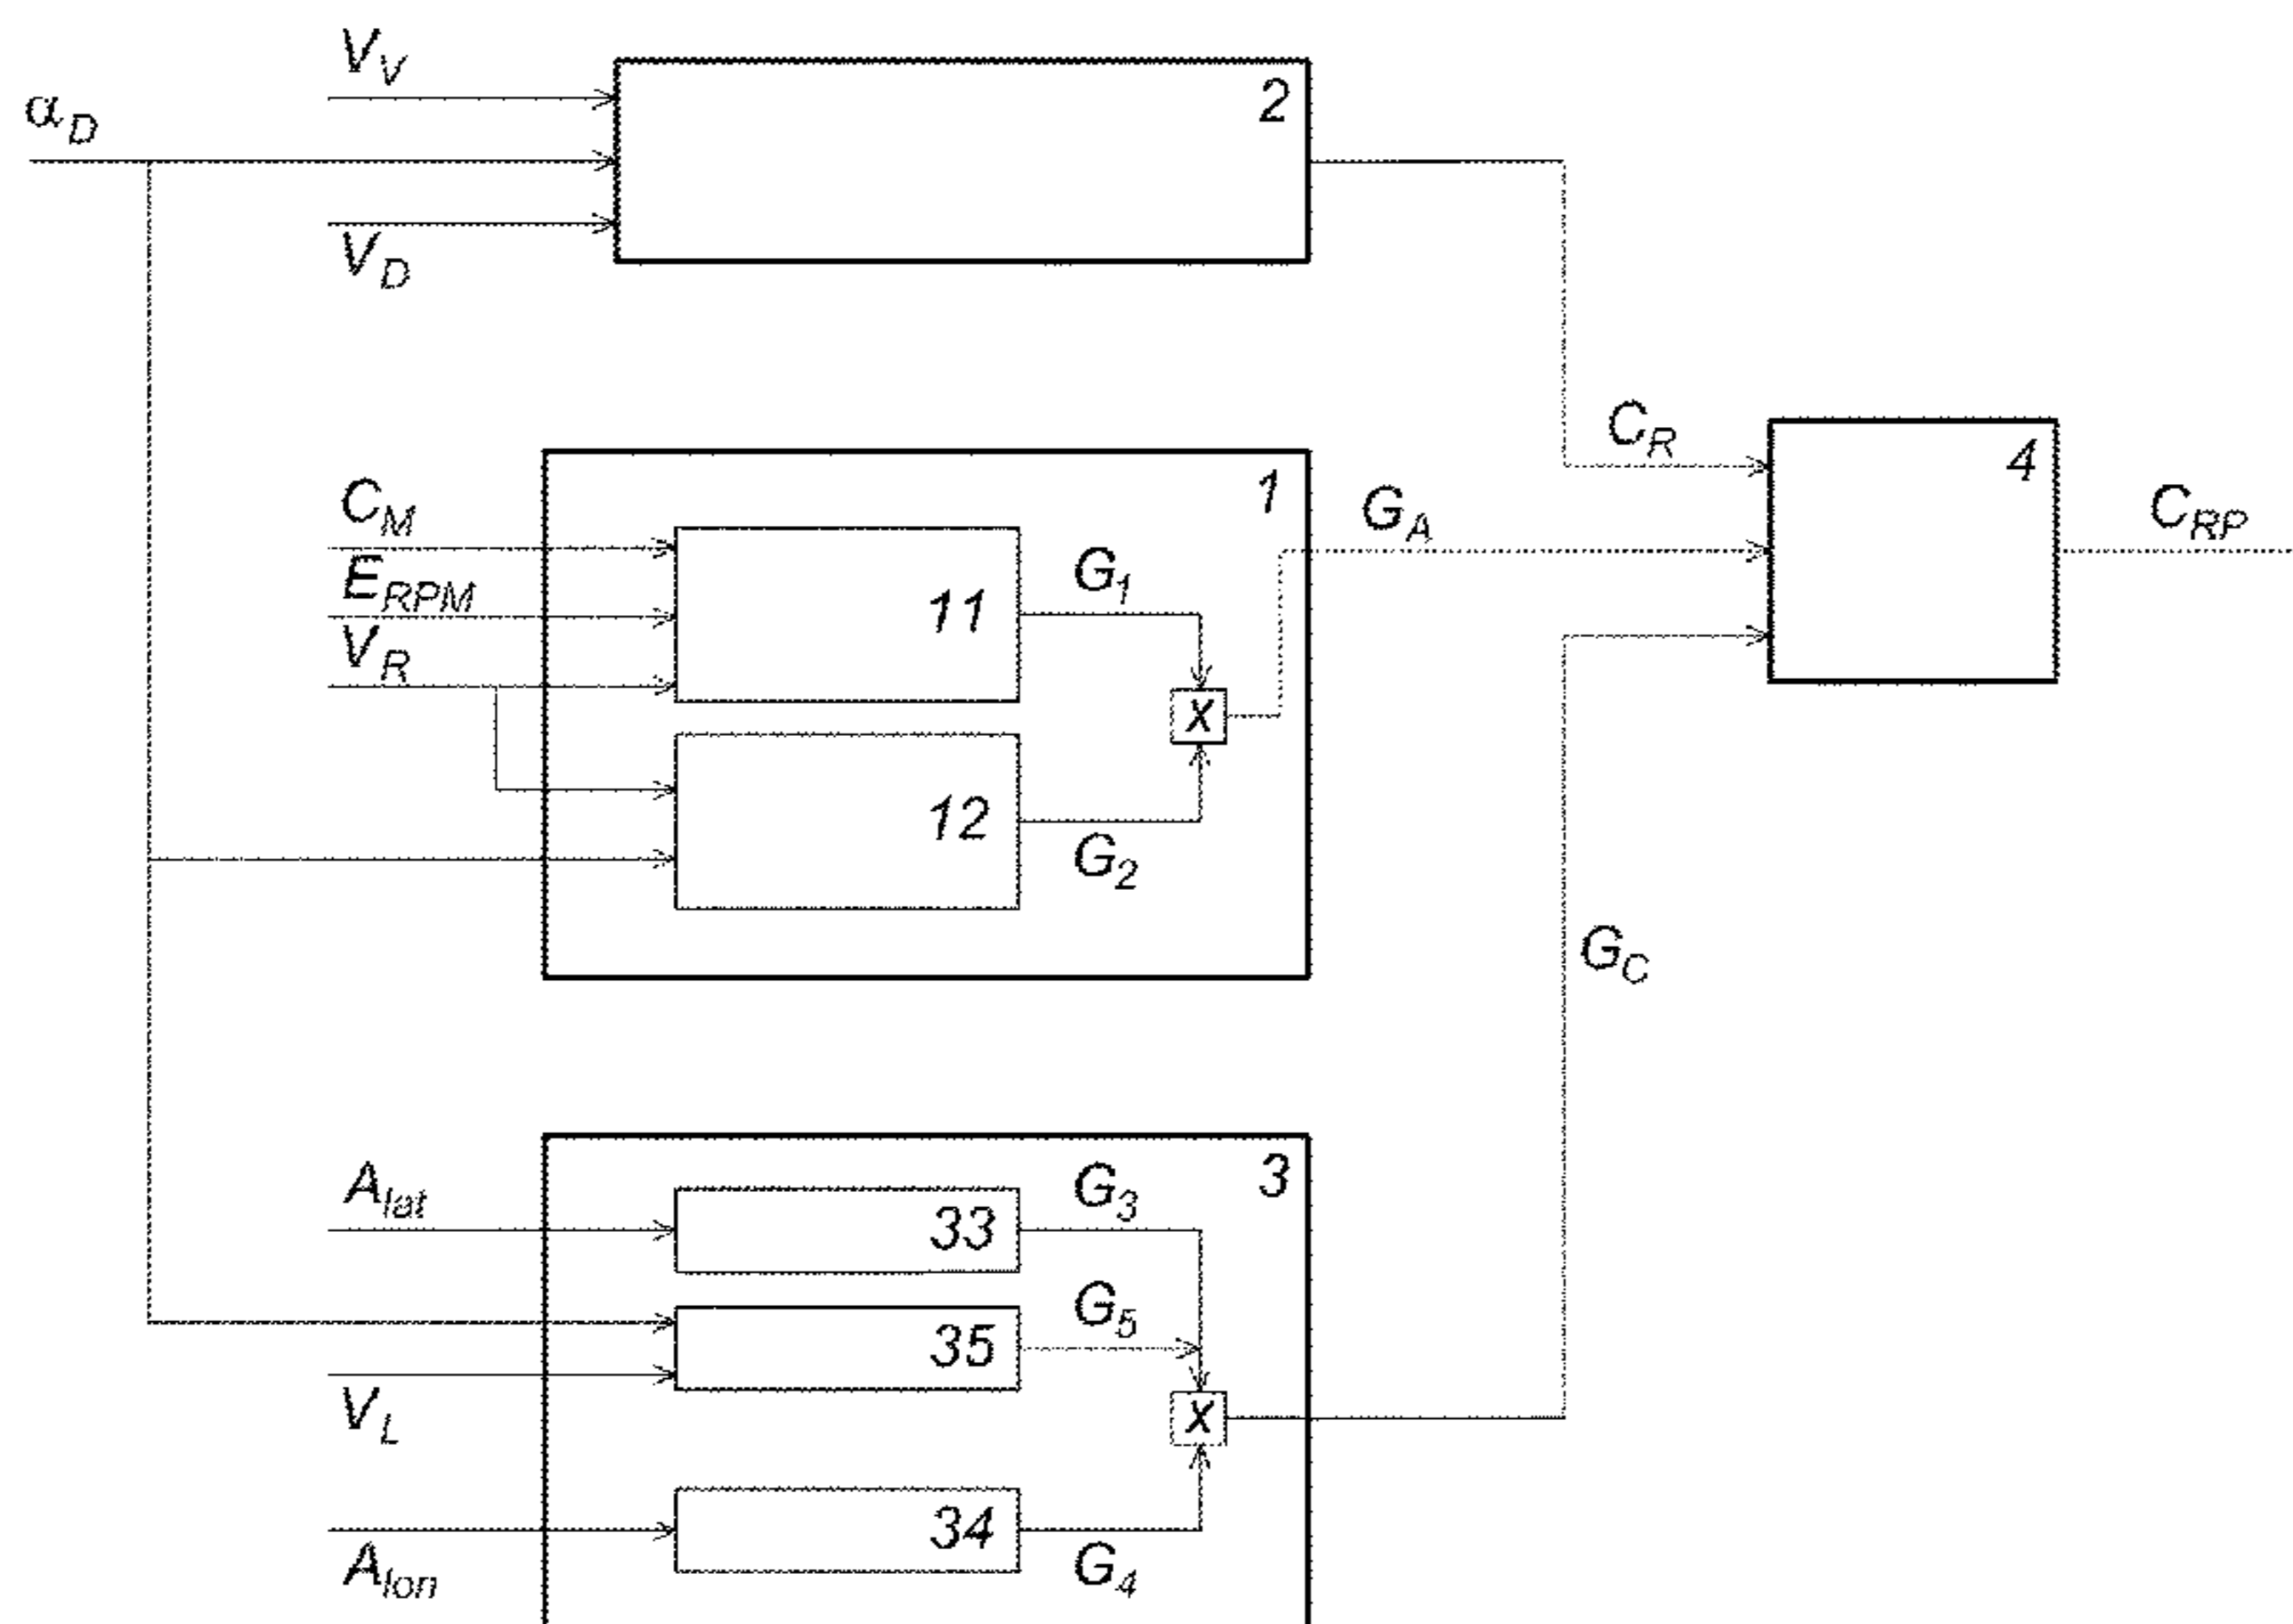 V_V
α_D
2
V_D
C_R
4
C_M
1
G_A
C_RP
E_RPM
11
G_1
V_R
x
12
G_2
G_C
A_lat
3
G_3
33
G_5
35
V_L
x
34
A_lon
G_4